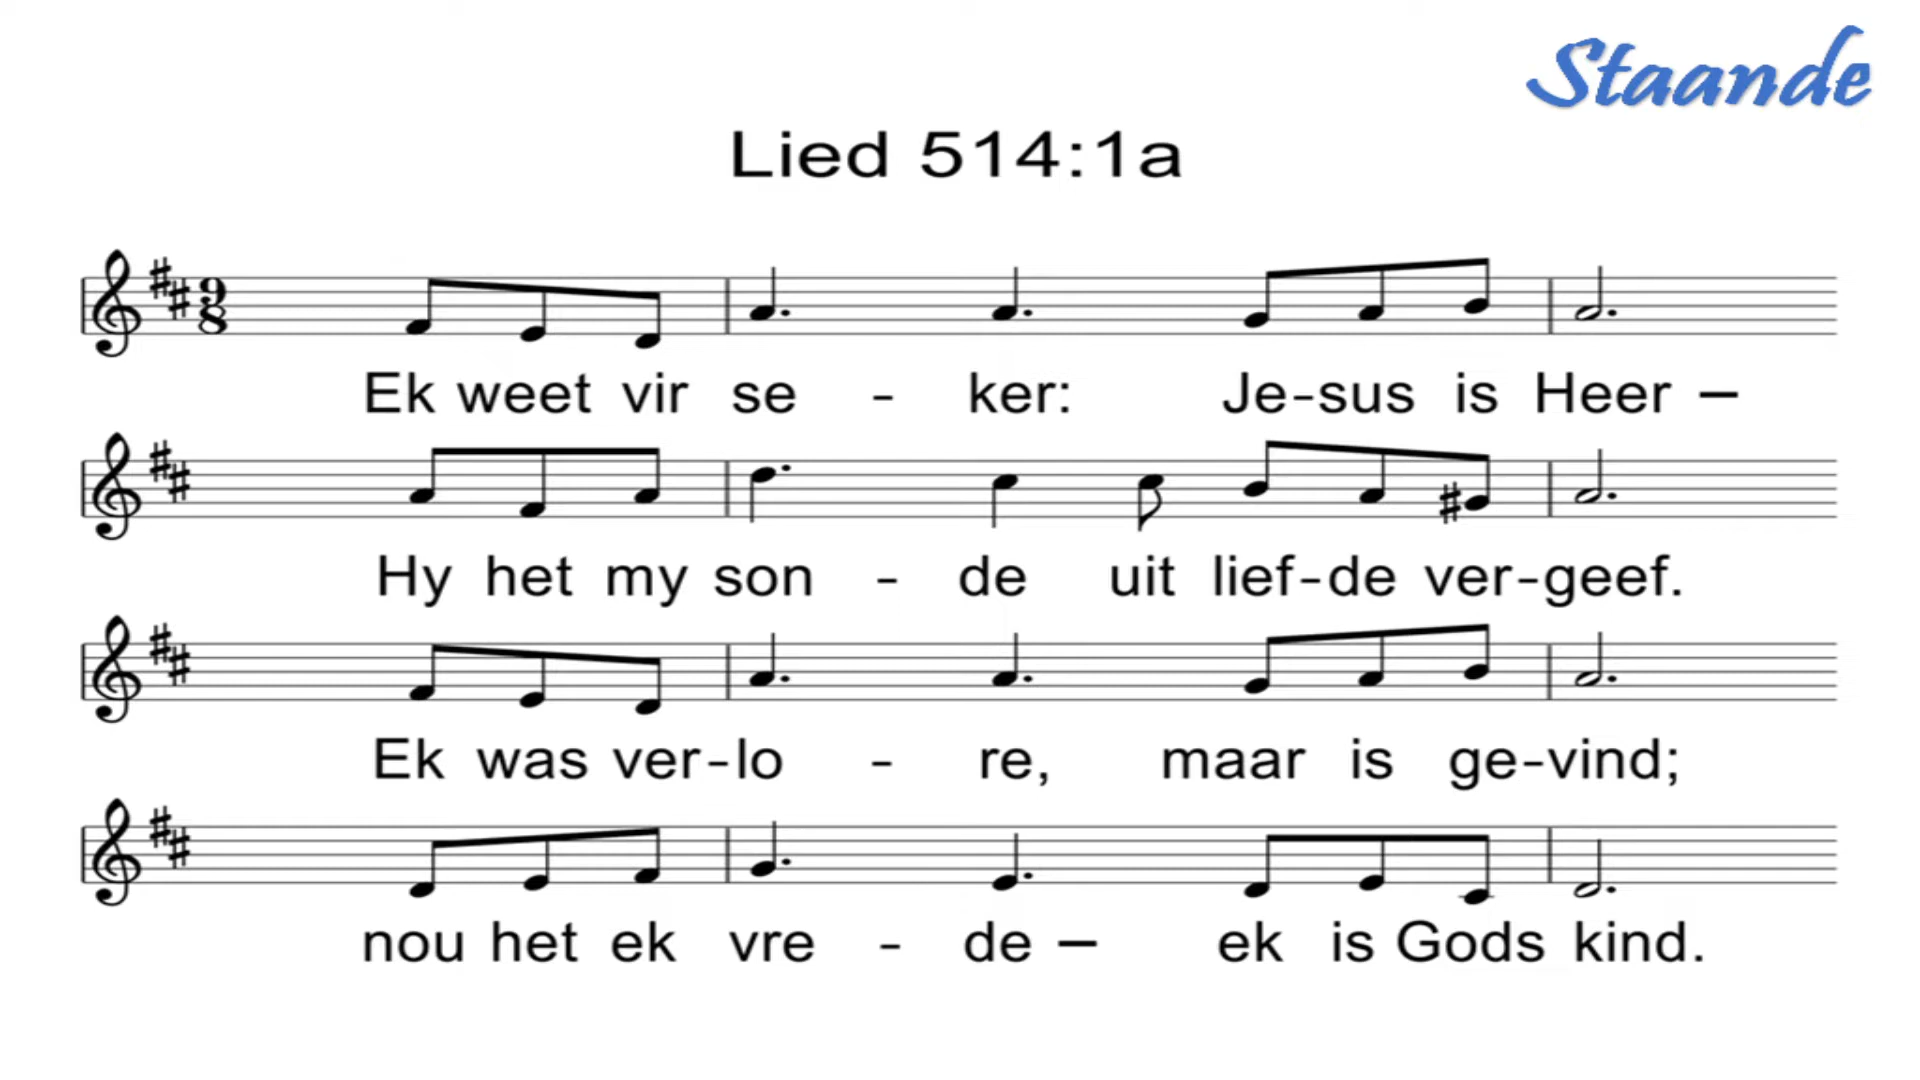 Staande
Lied 514:1a
9
8
Ek weet vir se - ker: Je-sus is Heer –
Hy het my son - de uit lief-de ver-geef.
Ek was ver-lo - re, maar is ge-vind;
nou het ek vre - de – ek is Gods kind.